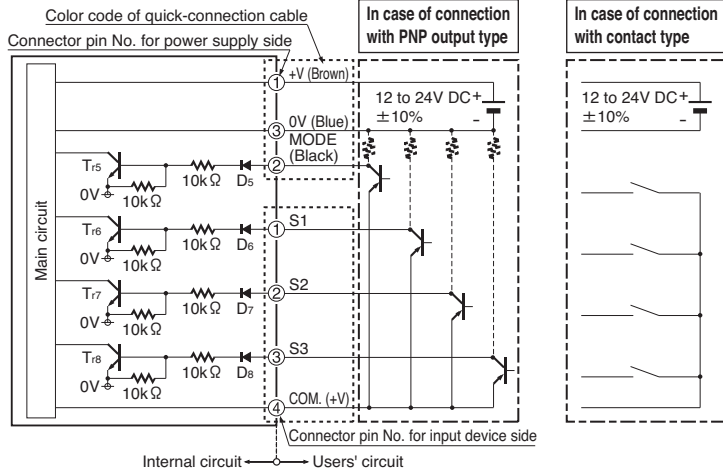 Color code of quick-connection cable
Connector pin No. for power supply side
In case of connection
with PNP output type
In case of connection
with contact type
Main circuit
1 +V (Brown)
12 to 24V DC +
±10% -
12 to 24V DC +
±10% -
3 0V (Blue)
MODE
2 (Black)
Tr5
0V
10kΩ
10kΩ
D5
1 S1
Tr6
0V
10kΩ
10kΩ
D6
2 S2
Tr7
0V
10kΩ
10kΩ
D7
3 S3
Tr8
0V
10kΩ
10kΩ
D8
4 COM. (+V)
Connector pin No. for input device side
Internal circuit
Users' circuit